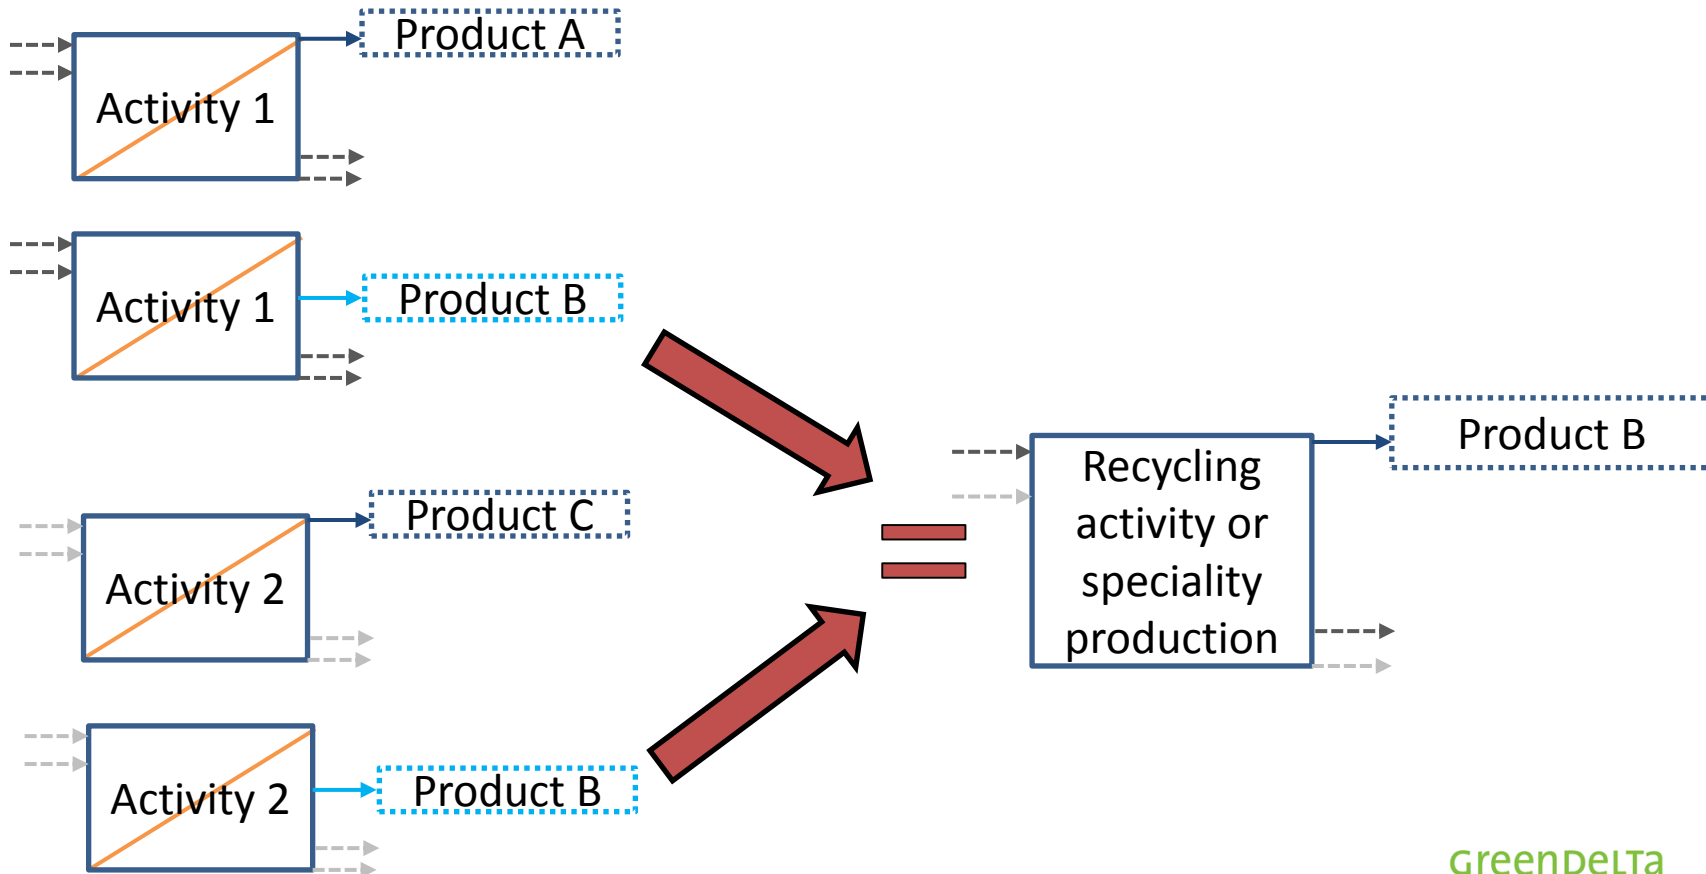 Product A
Activity 1
Activity 1
Product B
Product C
Activity 2
Activity 2
Product B
Recycling
activity or
speciality
production
Product B
GreenDeLTa